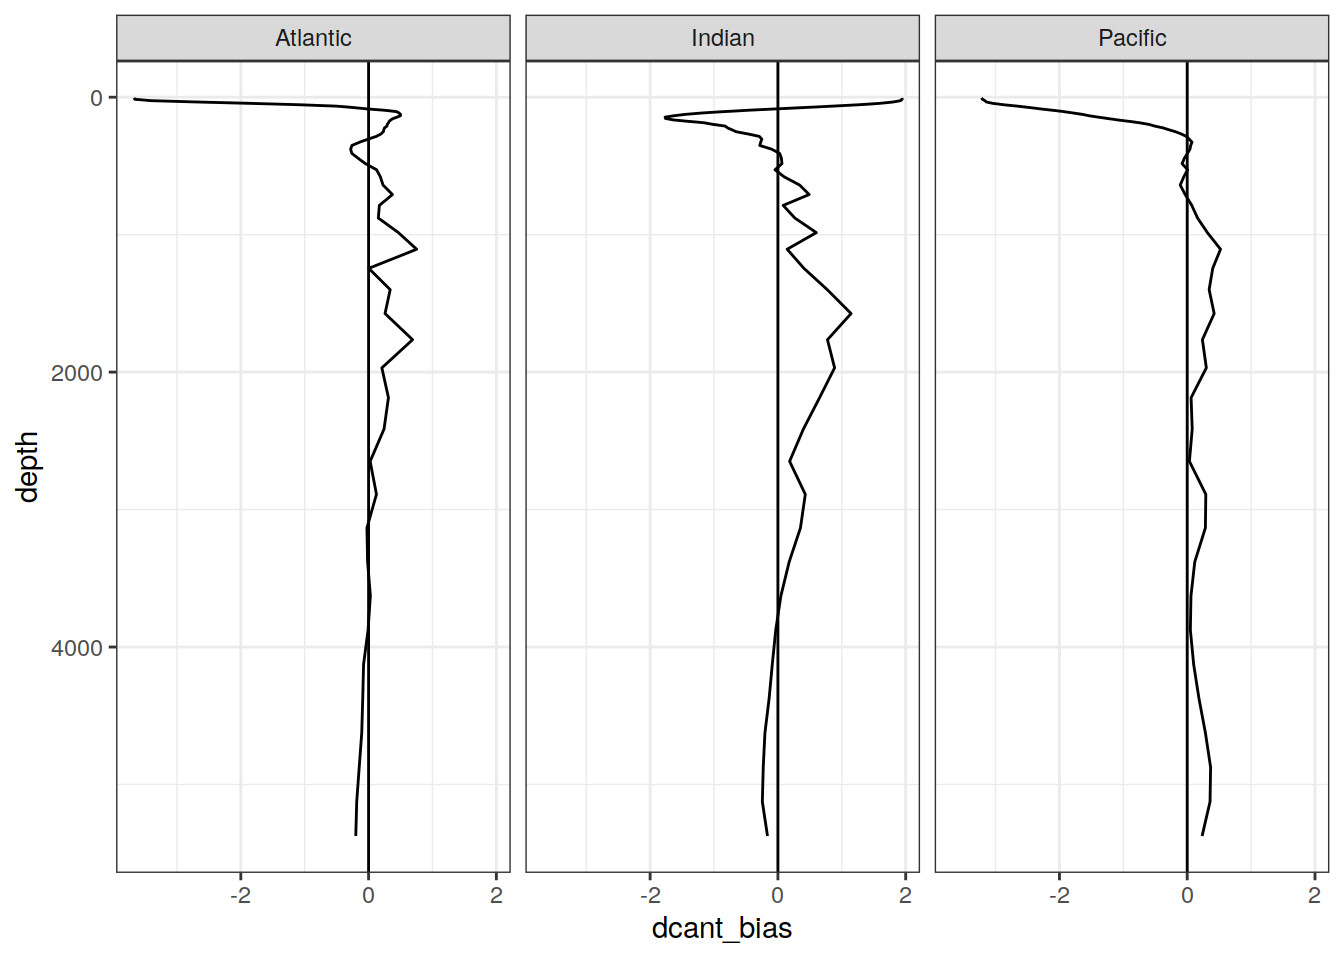 Atlantic Indian Pacific
0
2000
4000
depth
-2 0 2 -2 0 2 -2 0 2
dcant_bias